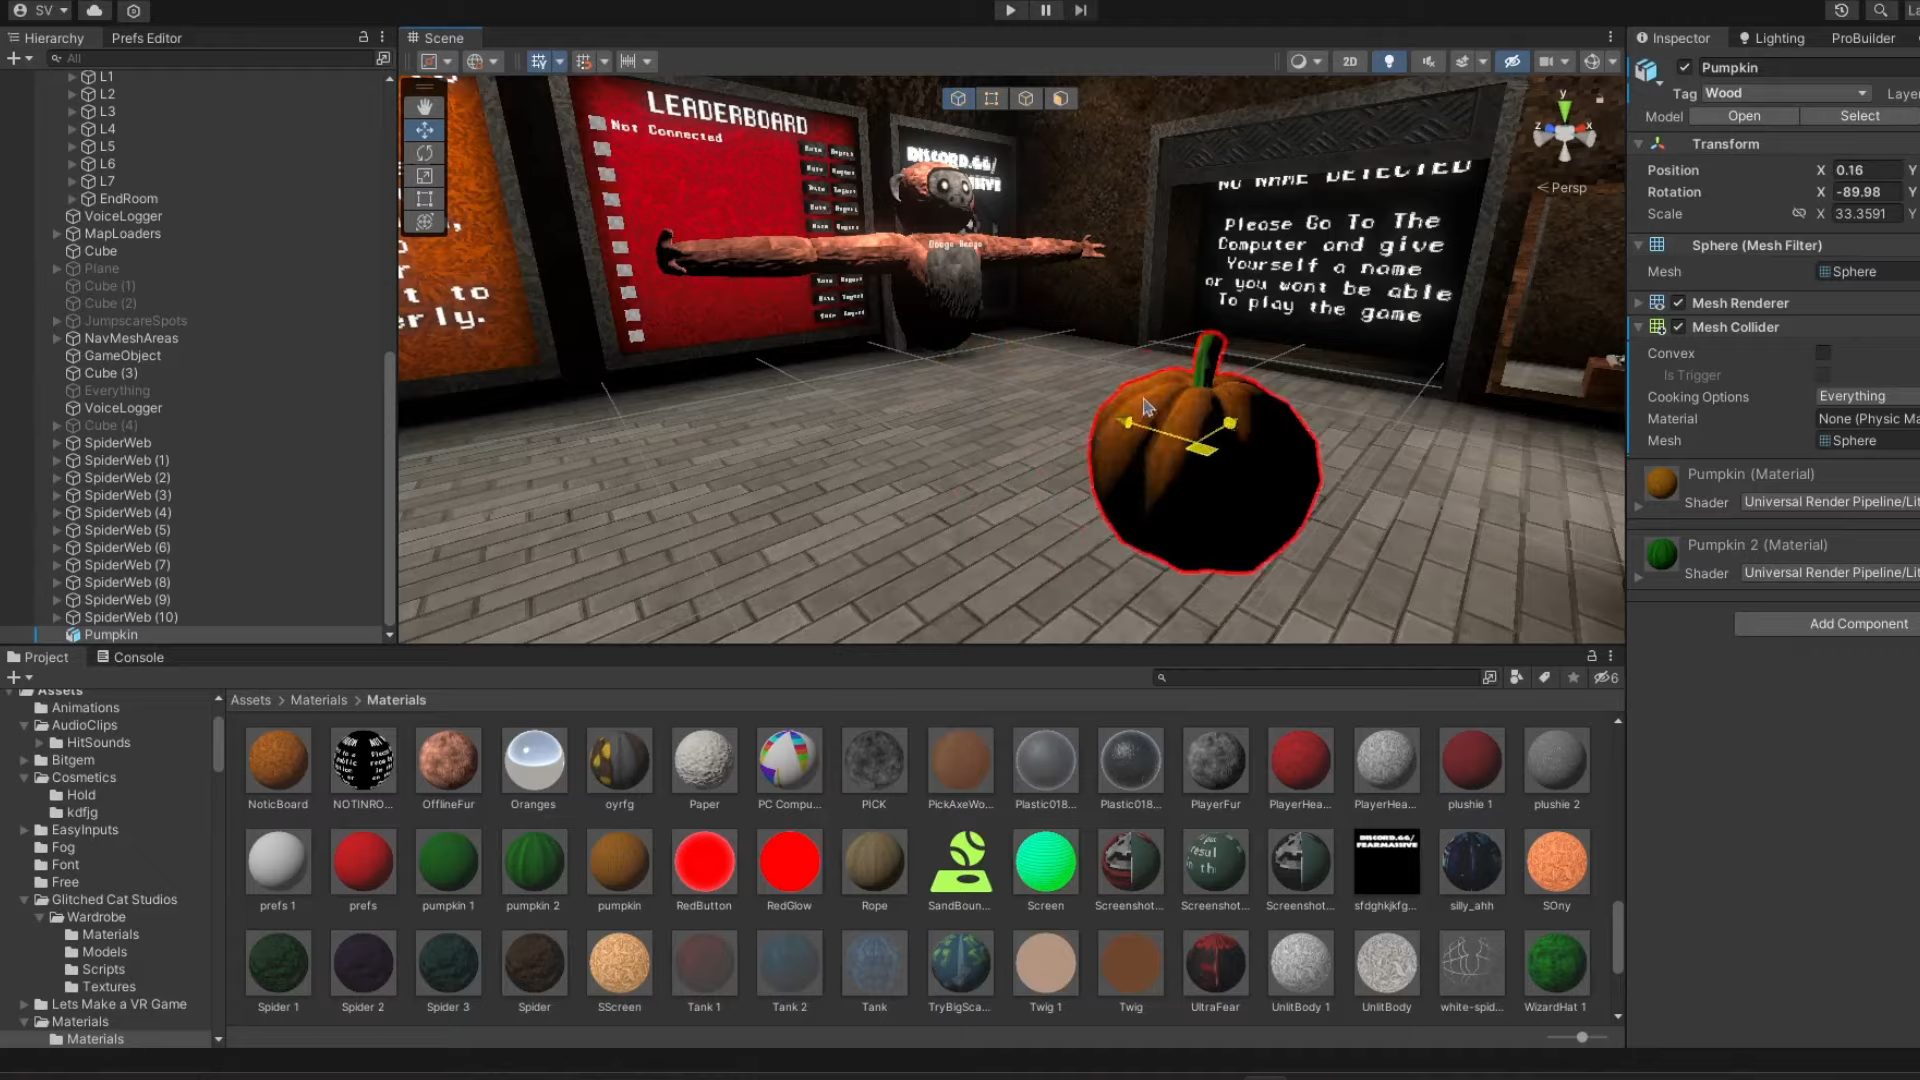 SV
Hierarchy
Prefs Editor
All
L1
L2
L3
L4
L5
L6
L7
EndRoom
VoiceLogger
MapLoaders
Cube
Plane
Cube (1)
Cube (2)
JumpscareSpots
NavMeshAreas
GameObject
Cube (3)
Everything
VoiceLogger
Cube (4)
SpiderWeb
SpiderWeb (1)
SpiderWeb (2)
SpiderWeb (3)
SpiderWeb (4)
SpiderWeb (5)
SpiderWeb (6)
SpiderWeb (7)
SpiderWeb (8)
SpiderWeb (9)
SpiderWeb (10)
Pumpkin
Scene
2D
LEADERBOARD
Not Connected
DISCORD.GG/
NO NAME DETECTED
Please Go To The
Computer and give
Yourself a name
or you wont be able
To play the game
y
z
x
Persp
La
Inspector
Lighting
ProBuilder
Pumpkin
Tag Wood
Layer
Model Open Select
Transform
Position X 0.16 Y
Rotation X -89.98 Y
Scale X 33.3591 Y
Sphere (Mesh Filter)
Mesh Sphere
Mesh Renderer
Mesh Collider
Convex
Is Trigger
Cooking Options Everything
Material None (Physic Ma
Mesh Sphere
Pumpkin (Material)
Shader Universal Render Pipeline/Lit
Pumpkin 2 (Material)
Shader Universal Render Pipeline/Lit
Add Component
Project
Console
6
Assets
Animations
AudioClips
HitSounds
Bitgem
Cosmetics
Hold
kdfjg
EasyInputs
Fog
Font
Free
Glitched Cat Studios
Wardrobe
Materials
Models
Scripts
Textures
Lets Make a VR Game
Materials
Materials
Assets > Materials > Materials
NoticBoard NOTINRO... OfflineFur Oranges oyrfg Paper PC Compu... PICK PickAxeWo... Plastic018... Plastic018... PlayerFur PlayerHea... PlayerHea... plushie 1 plushie 2
DISCORD.GG/
FEARMASSIVE
prefs 1 prefs pumpkin 1 pumpkin 2 pumpkin RedButton RedGlow Rope SandBoun... Screen Screenshot... Screenshot... Screenshot... sfdghkjkfg... silly_ahh SOny
Spider 1 Spider 2 Spider 3 Spider SScreen Tank 1 Tank 2 Tank TryBigSca... Twig 1 Twig UltraFear UnlitBody 1 UnlitBody white-spid... WizardHat 1